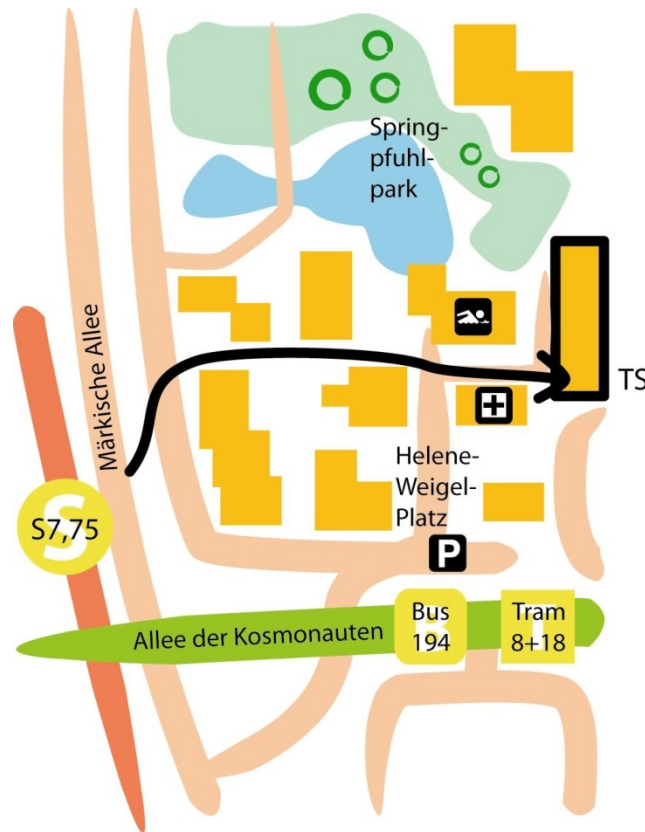 Spring-
pfuhl-
park
Märkische Allee
TS
Helene-
Weigel-
Platz
S
S7,75
P
Allee der Kosmonauten
Bus
194
Tram
8+18